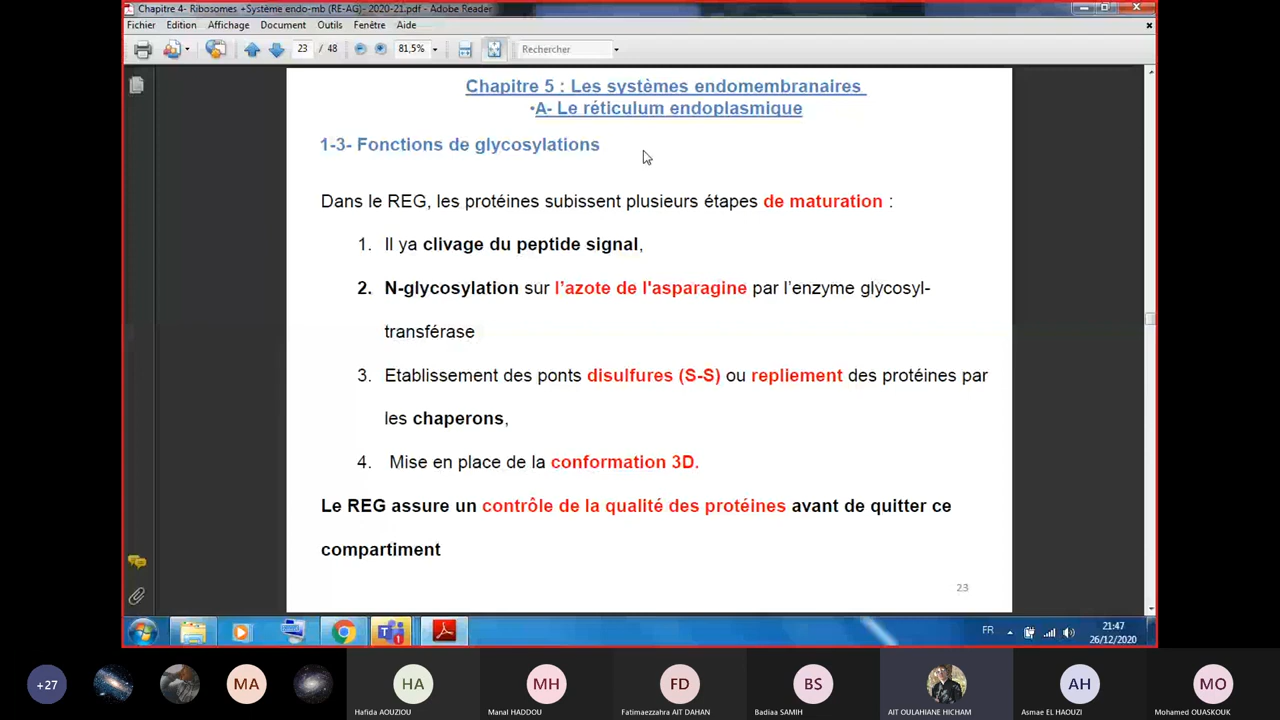 Chapitre 4- Ribosomes +Système endo-mb (RE-AG)- 2020-21.pdf - Adobe Reader
Fichier Edition Affichage Document Outils Fenêtre Aide
23 / 48 81,5% Rechercher
Chapitre 5 : Les systèmes endomembranaires
•A- Le réticulum endoplasmique
1-3- Fonctions de glycosylations
Dans le REG, les protéines subissent plusieurs étapes de maturation :
1. Il ya clivage du peptide signal,
2. N-glycosylation sur l'azote de l'asparagine par l'enzyme glycosyl-
transférase
3. Etablissement des ponts disulfures (S-S) ou repliement des protéines par
les chaperons,
4. Mise en place de la conformation 3D.
Le REG assure un contrôle de la qualité des protéines avant de quitter ce
compartiment
23
FR 21:47
26/12/2020
+27 MA HA MH FD BS AH MO
Hafida AOUZIOU Manal HADDOU Fatimaezzahra AIT DAHAN Badiaa SAMIH AIT OULAHIANE HICHAM Asmae EL HAOUZI Mohamed OUASKOUK